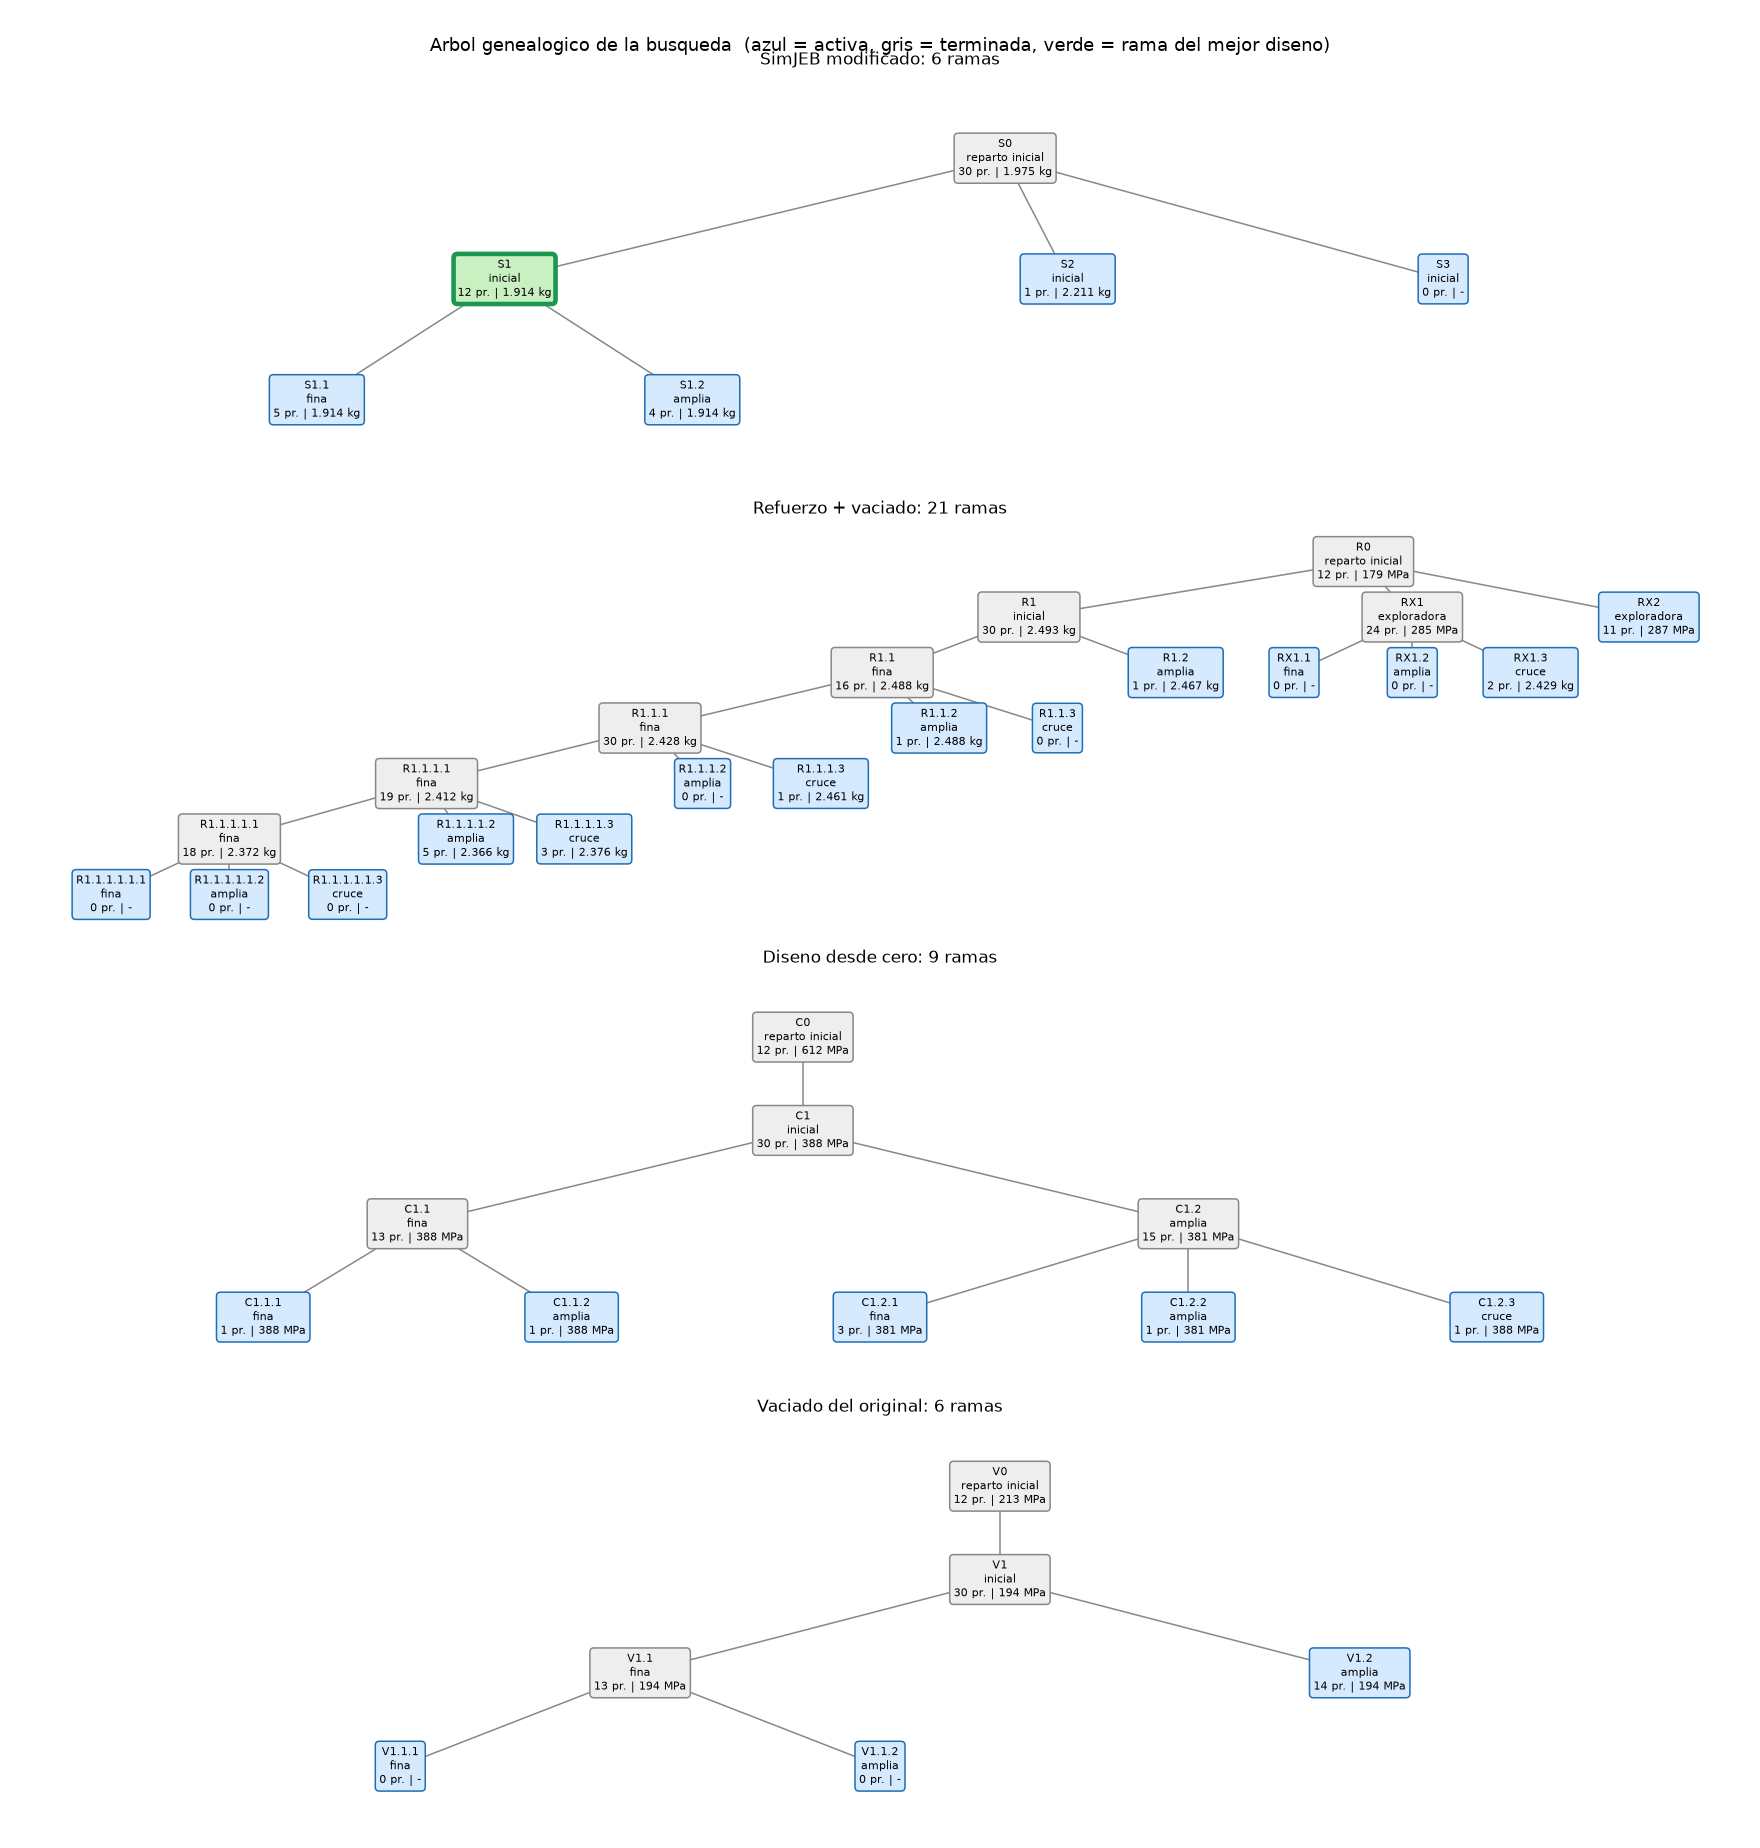 Arbol genealogico de la busqueda  (azul = activa, gris = terminada, verde = rama del mejor diseno)
SimJEB modificado: 6 ramas
S0
reparto inicial
30 pr. | 1.975 kg
S1
inicial
12 pr. | 1.914 kg
S2
inicial
1 pr. | 2.211 kg
S3
inicial
0 pr. | -
S1.1
fina
5 pr. | 1.914 kg
S1.2
amplia
4 pr. | 1.914 kg
Refuerzo + vaciado: 21 ramas
R0
reparto inicial
12 pr. | 179 MPa
R1
inicial
30 pr. | 2.493 kg
RX1
exploradora
24 pr. | 285 MPa
RX2
exploradora
11 pr. | 287 MPa
R1.1
fina
16 pr. | 2.488 kg
R1.2
amplia
1 pr. | 2.467 kg
RX1.1
fina
0 pr. | -
RX1.2
amplia
0 pr. | -
RX1.3
cruce
2 pr. | 2.429 kg
R1.1.1
fina
30 pr. | 2.428 kg
R1.1.2
amplia
1 pr. | 2.488 kg
R1.1.3
cruce
0 pr. | -
R1.1.1.1
fina
19 pr. | 2.412 kg
R1.1.1.2
amplia
0 pr. | -
R1.1.1.3
cruce
1 pr. | 2.461 kg
R1.1.1.1.1
fina
18 pr. | 2.372 kg
R1.1.1.1.2
amplia
5 pr. | 2.366 kg
R1.1.1.1.3
cruce
3 pr. | 2.376 kg
R1.1.1.1.1.1
fina
0 pr. | -
R1.1.1.1.1.2
amplia
0 pr. | -
R1.1.1.1.1.3
cruce
0 pr. | -
Diseno desde cero: 9 ramas
C0
reparto inicial
12 pr. | 612 MPa
C1
inicial
30 pr. | 388 MPa
C1.1
fina
13 pr. | 388 MPa
C1.2
amplia
15 pr. | 381 MPa
C1.1.1
fina
1 pr. | 388 MPa
C1.1.2
amplia
1 pr. | 388 MPa
C1.2.1
fina
3 pr. | 381 MPa
C1.2.2
amplia
1 pr. | 381 MPa
C1.2.3
cruce
1 pr. | 388 MPa
Vaciado del original: 6 ramas
V0
reparto inicial
12 pr. | 213 MPa
V1
inicial
30 pr. | 194 MPa
V1.1
fina
13 pr. | 194 MPa
V1.2
amplia
14 pr. | 194 MPa
V1.1.1
fina
0 pr. | -
V1.1.2
amplia
0 pr. | -